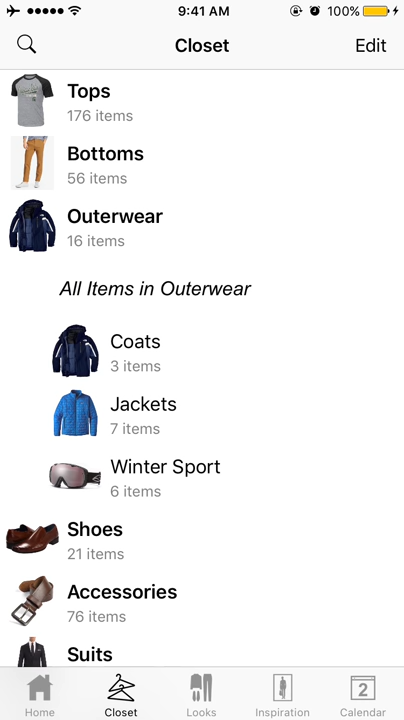 9:41 AM
100%
Closet
Edit
Tops
176 items
Bottoms
56 items
Outerwear
16 items
All Items in Outerwear
Coats
3 items
Jackets
7 items
Winter Sport
6 items
Shoes
21 items
Accessories
76 items
Suits
2
Home
Closet
Looks
Inspiration
Calendar